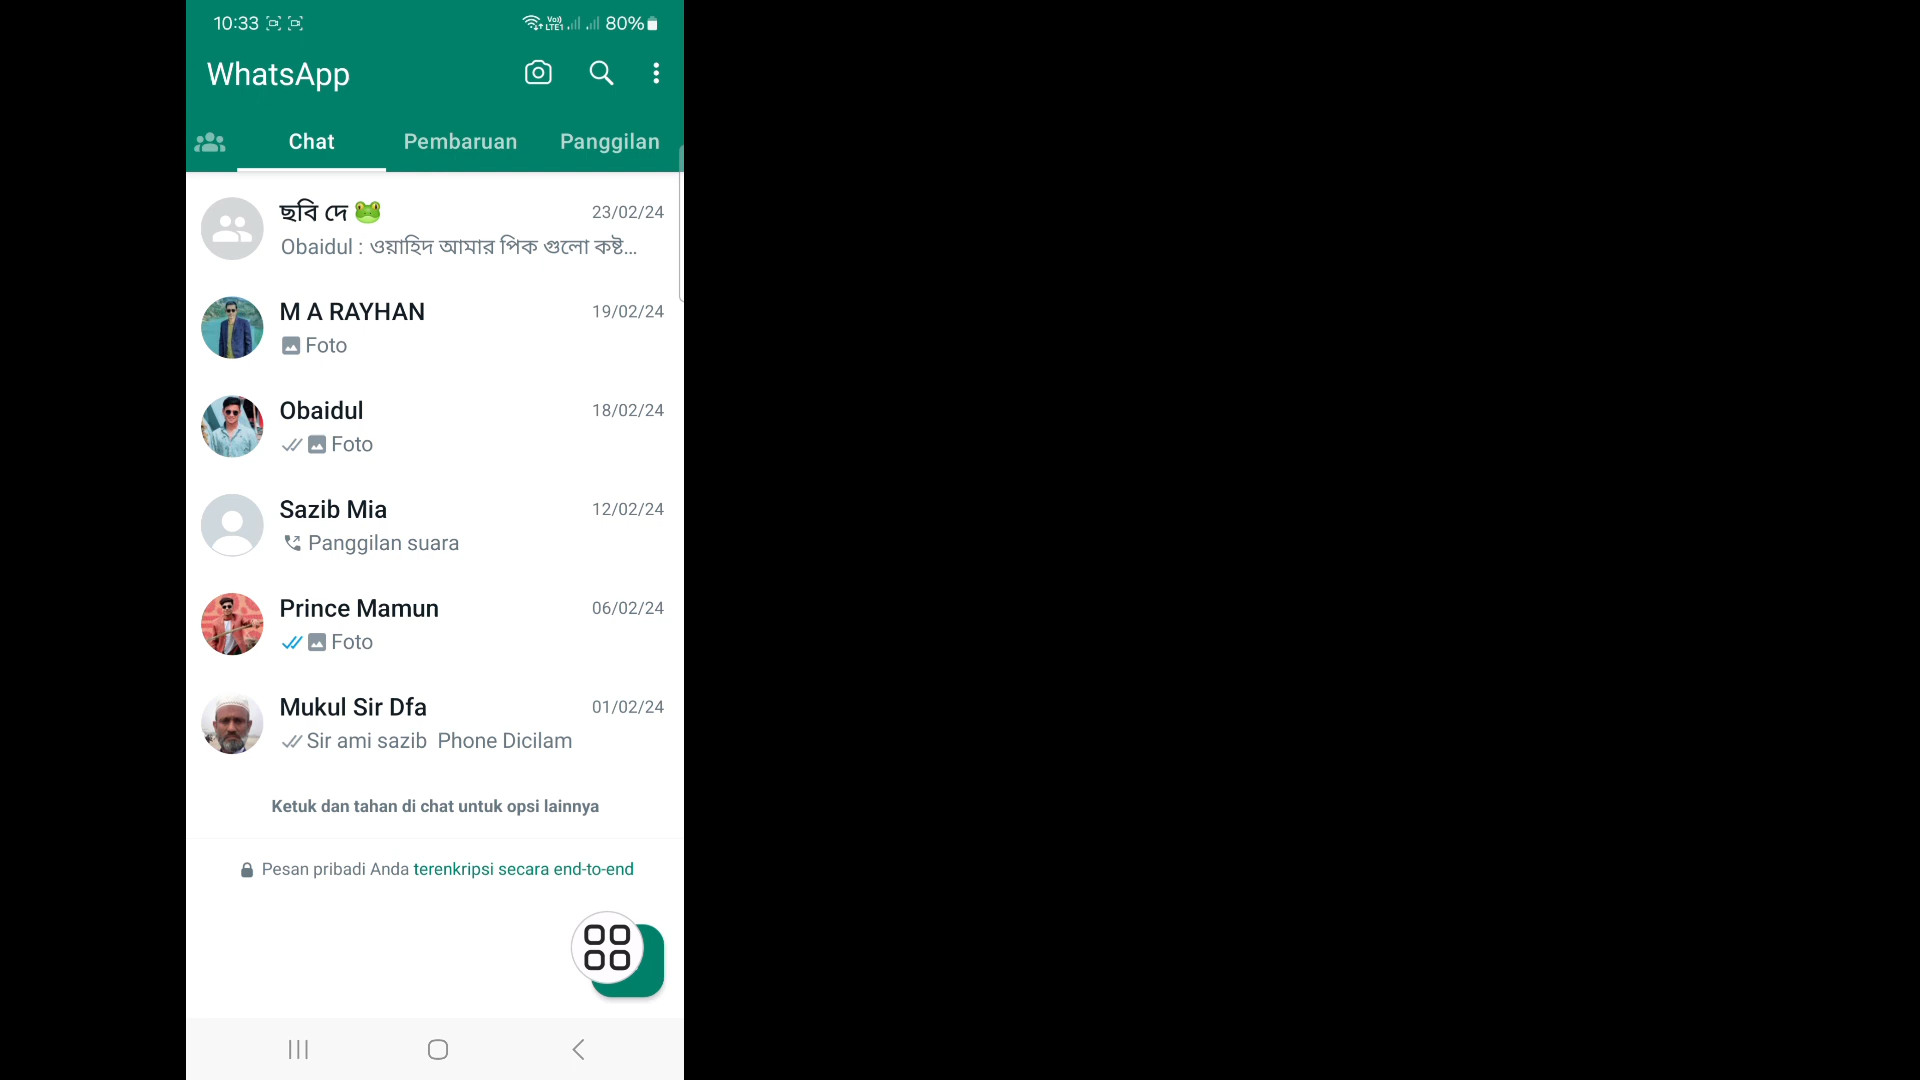 10:33 80%
WhatsApp
Chat Pembaruan Panggilan
ছবি দে 🐸 23/02/24
Obaidul : ওয়াহিদ আমার পিক গুলো কষ্ট...
M A RAYHAN 19/02/24
Foto
Obaidul 18/02/24
Foto
Sazib Mia 12/02/24
Panggilan suara
Prince Mamun 06/02/24
Foto
Mukul Sir Dfa 01/02/24
Sir ami sazib Phone Dicilam
Ketuk dan tahan di chat untuk opsi lainnya
Pesan pribadi Anda terenkripsi secara end-to-end